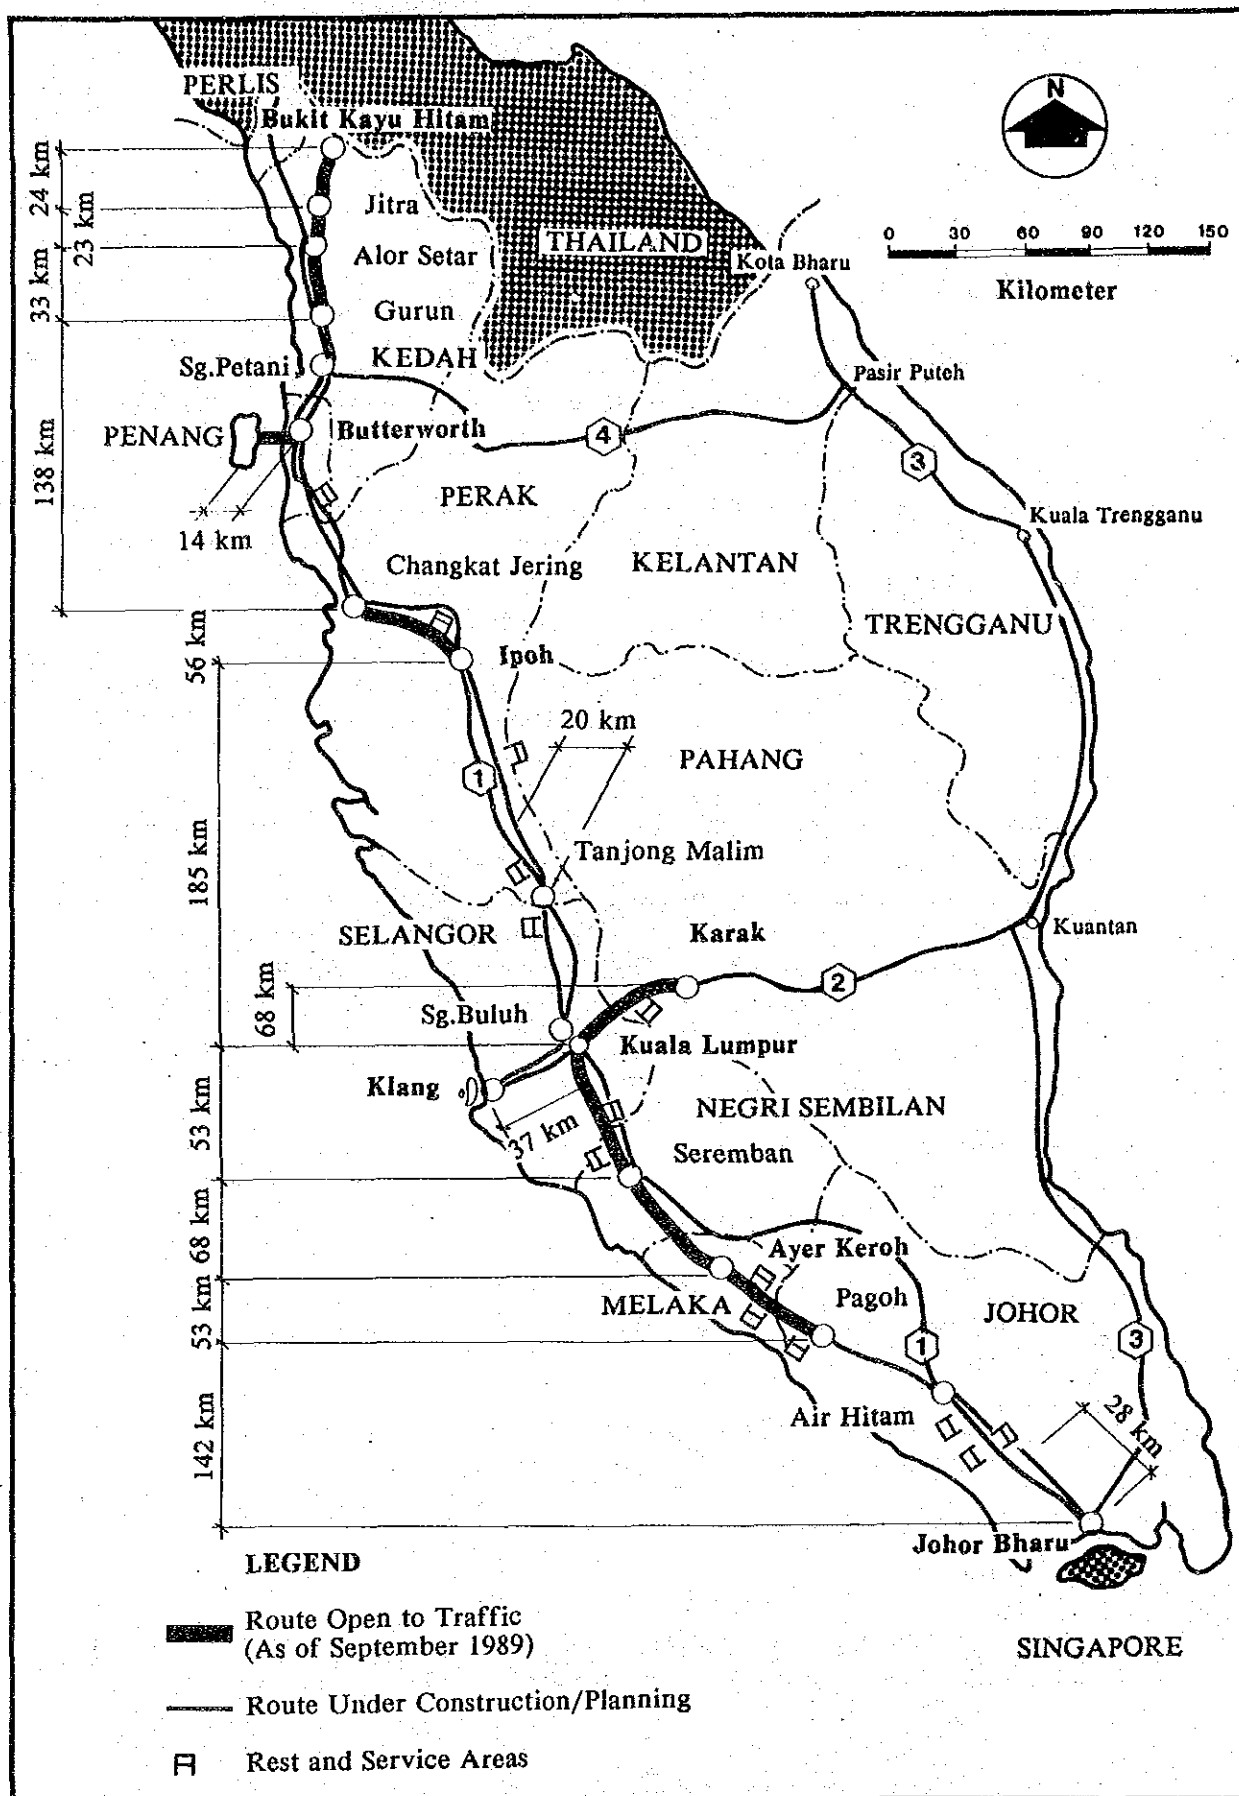 PERLIS
Bukit Kayu Hitam
N
24 km
Jitra
23 km
THAILAND
0 30 60 90 120 150
Kilometer
Alor Setar
Kota Bharu
33 km
Gurun
Sg.Petani
KEDAH
Pasir Puteh
PENANG
Butterworth
4
3
138 km
PERAK
14 km
Kuala Trengganu
Changkat Jering
KELANTAN
TRENGGANU
56 km
Ipoh
20 km
PAHANG
1
185 km
Tanjong Malim
SELANGOR
Karak
Kuantan
2
68 km
Sg.Buluh
Kuala Lumpur
Klang
37 km
NEGRI SEMBILAN
53 km
Seremban
68 km
Ayer Keroh
MELAKA
Pagoh
JOHOR
53 km
1
3
Air Hitam
28 km
142 km
Johor Bharu
SINGAPORE
LEGEND
Route Open to Traffic
(As of September 1989)
Route Under Construction/Planning
Rest and Service Areas